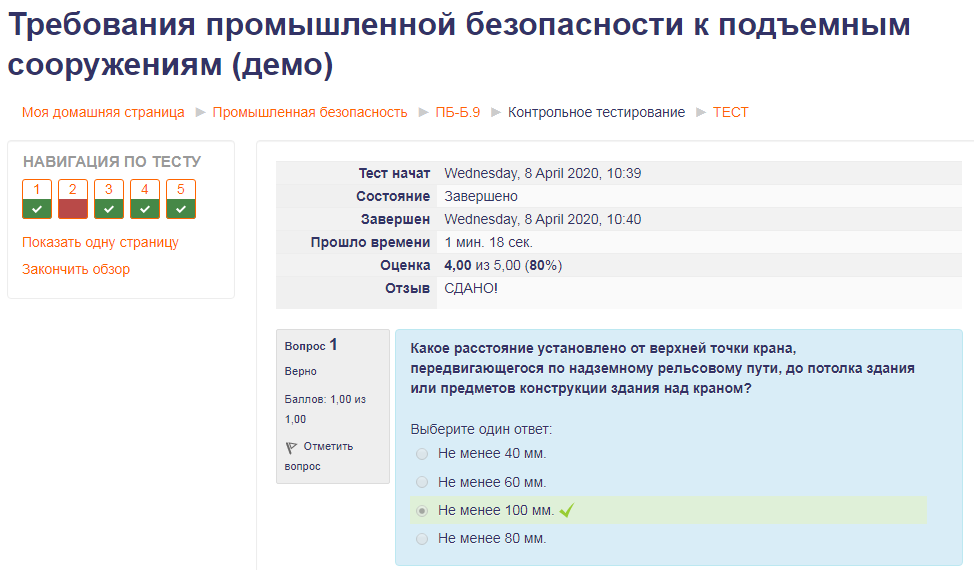 Требования промышленной безопасности к подъемным
сооружениям (демо)
Моя домашняя страница ► Промышленная безопасность ► ПБ-Б.9 ► Контрольное тестирование ► ТЕСТ
НАВИГАЦИЯ ПО ТЕСТУ
1 2 3 4 5
Показать одну страницу
Закончить обзор
Тест начат Wednesday, 8 April 2020, 10:39
Состояние Завершено
Завершен Wednesday, 8 April 2020, 10:40
Прошло времени 1 мин. 18 сек.
Оценка 4,00 из 5,00 (80%)
Отзыв СДАНО!
Вопрос 1
Верно
Баллов: 1,00 из
1,00
Отметить
вопрос
Какое расстояние установлено от верхней точки крана,
передвигающегося по надземному рельсовому пути, до потолка здания
или предметов конструкции здания над краном?
Выберите один ответ:
Не менее 40 мм.
Не менее 60 мм.
Не менее 100 мм.
Не менее 80 мм.